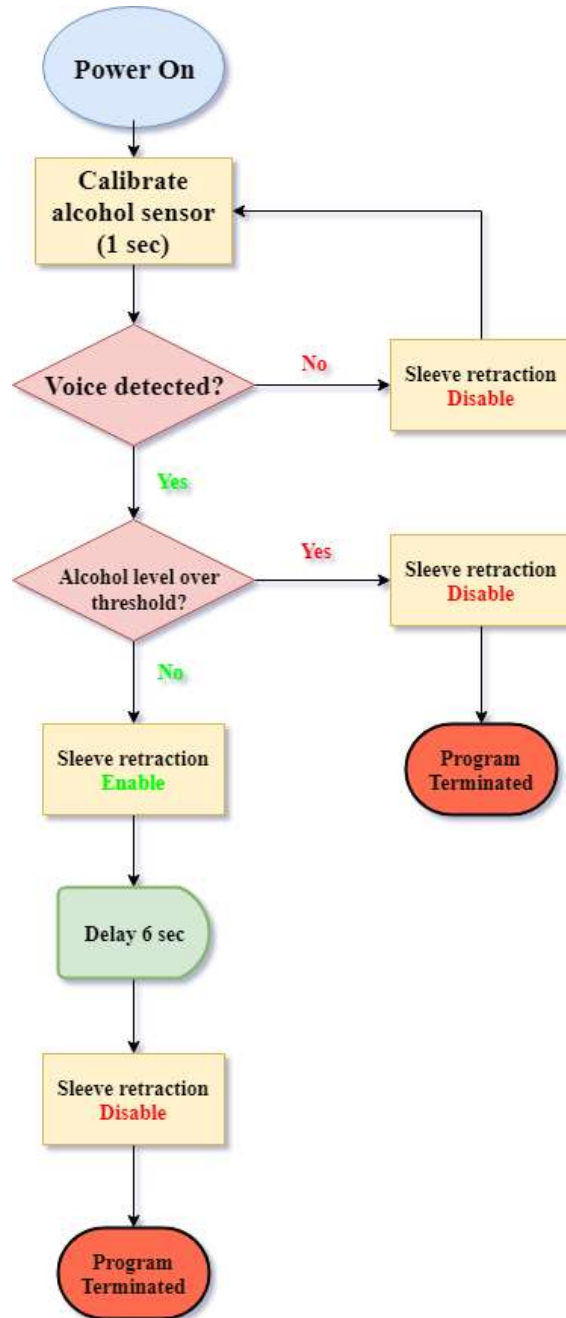 Power On
Calibrate
alcohol sensor
(1 sec)
Voice detected?
No
Sleeve retraction
Disable
Yes
Alcohol level over
threshold?
Yes
Sleeve retraction
Disable
No
Sleeve retraction
Enable
Program
Terminated
Delay 6 sec
Sleeve retraction
Disable
Program
Terminated